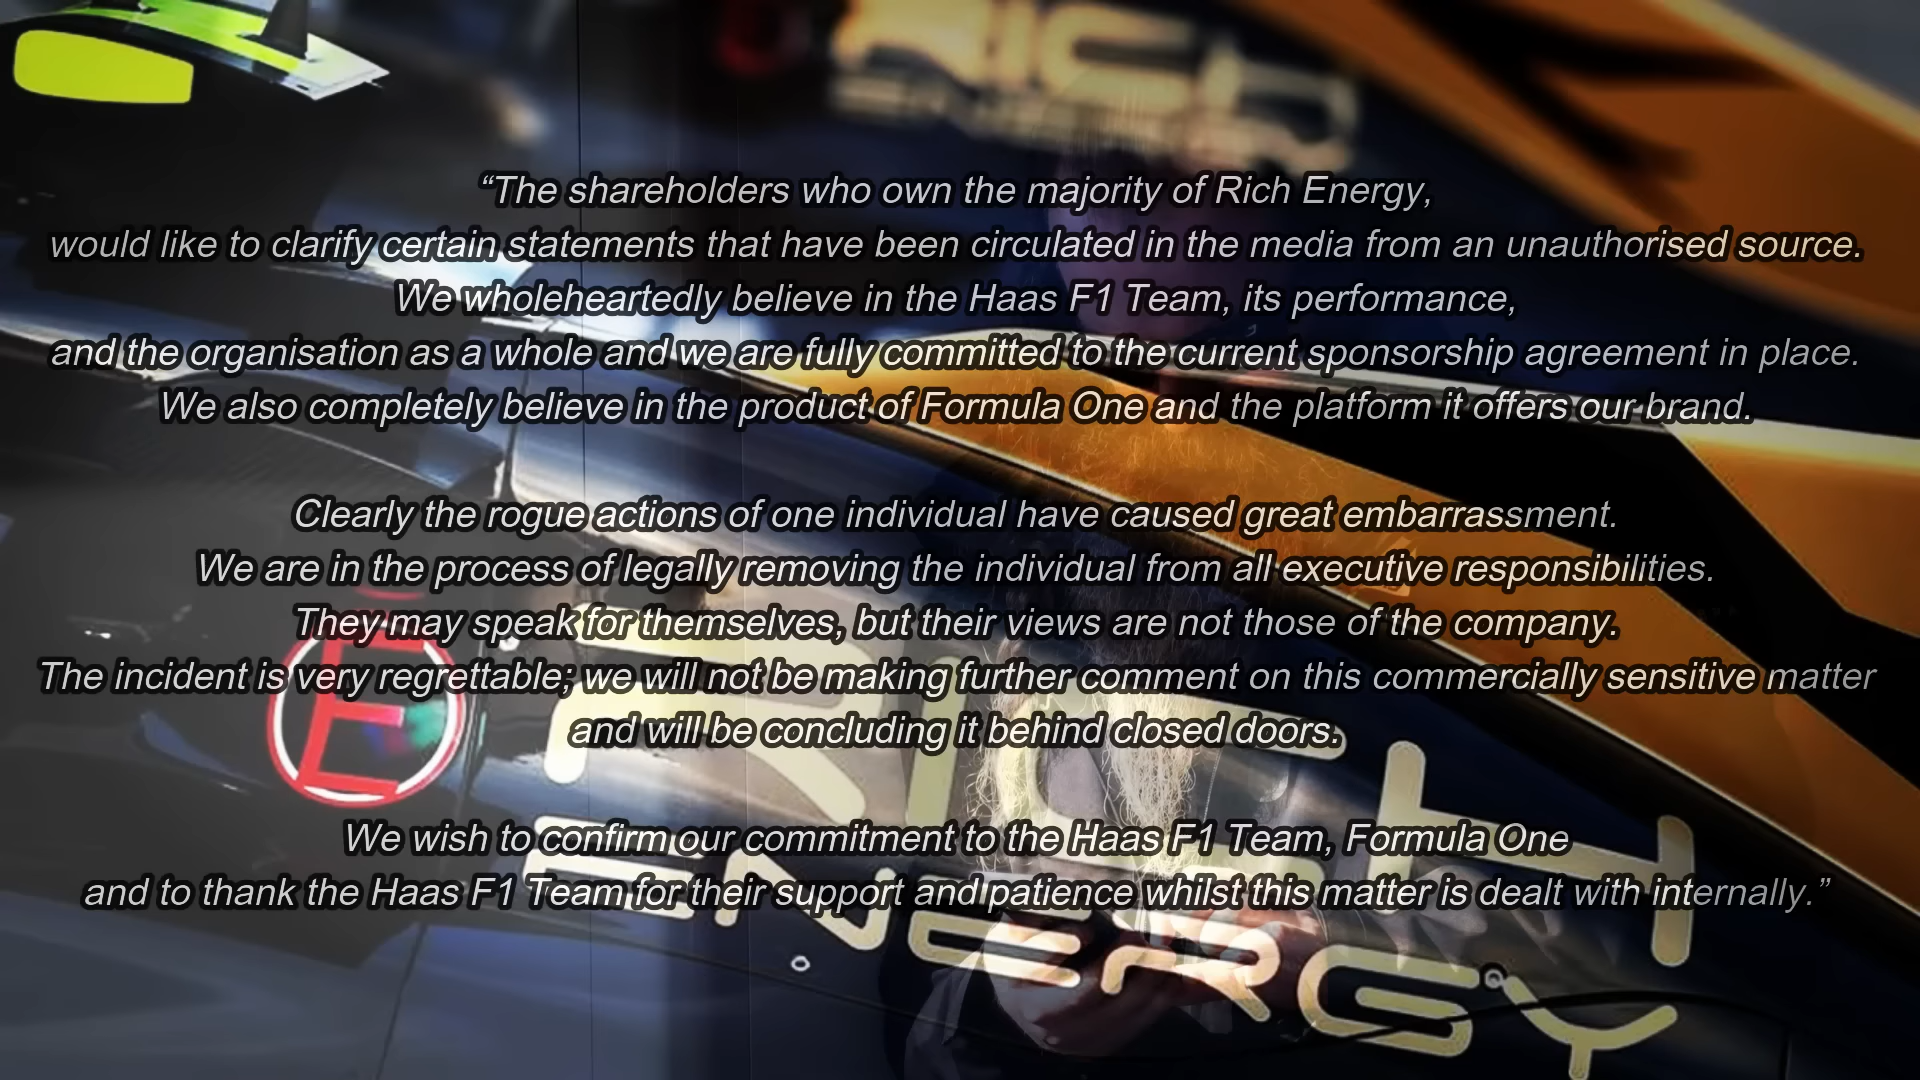 RICH
ENERGY
“The shareholders who own the majority of Rich Energy,
would like to clarify certain statements that have been circulated in the media from an unauthorised source.
We wholeheartedly believe in the Haas F1 Team, its performance,
and the organisation as a whole and we are fully committed to the current sponsorship agreement in place.
We also completely believe in the product of Formula One and the platform it offers our brand.
Clearly the rogue actions of one individual have caused great embarrassment.
We are in the process of legally removing the individual from all executive responsibilities.
They may speak for themselves, but their views are not those of the company.
The incident is very regrettable; we will not be making further comment on this commercially sensitive matter
and will be concluding it behind closed doors.
We wish to confirm our commitment to the Haas F1 Team, Formula One
and to thank the Haas F1 Team for their support and patience whilst this matter is dealt with internally.”
E
RICH
ENERGY